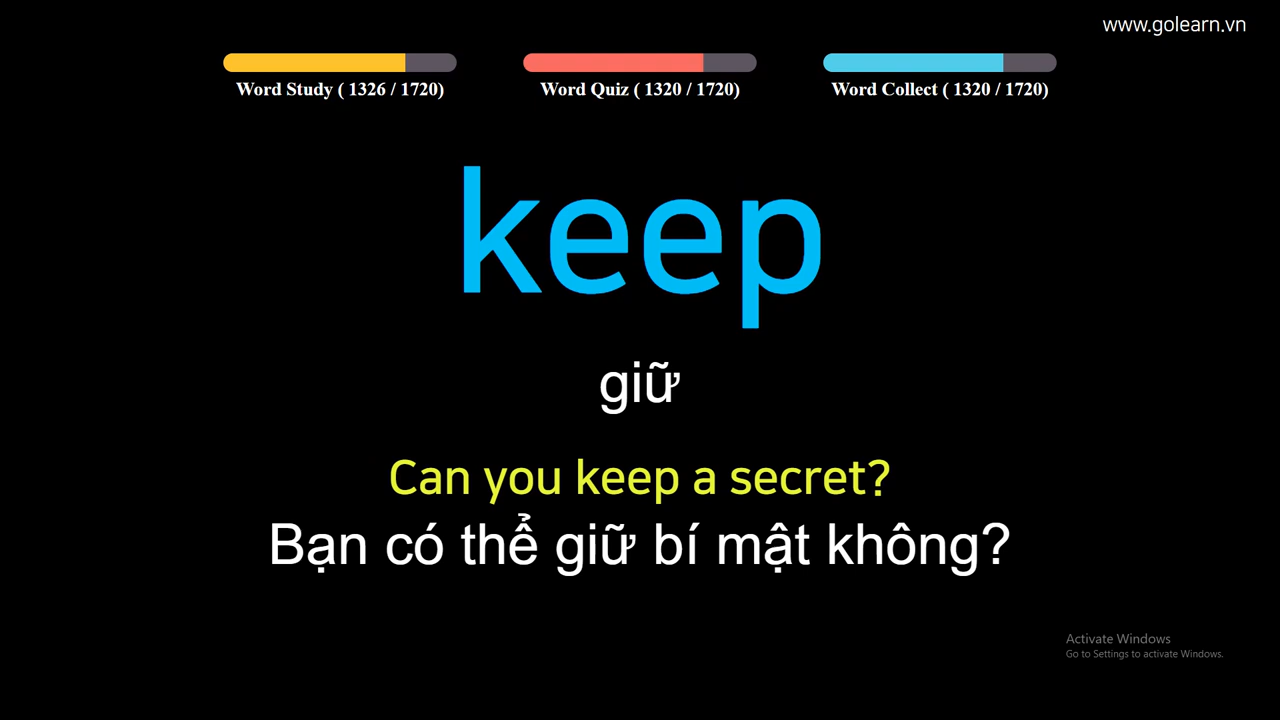 www.golearn.vn
Word Study ( 1326 / 1720)
Word Quiz ( 1320 / 1720)
Word Collect ( 1320 / 1720)
keep
giữ
Can you keep a secret?
Bạn có thể giữ bí mật không?
Activate Windows
Go to Settings to activate Windows.